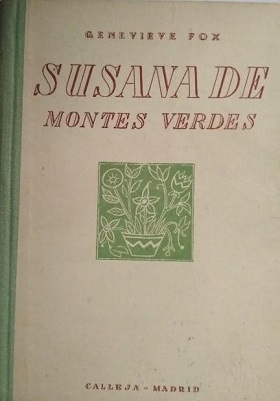 GENEVIEVE FOX
SUSANA DE
MONTES VERDES
CALLEJA - MADRID